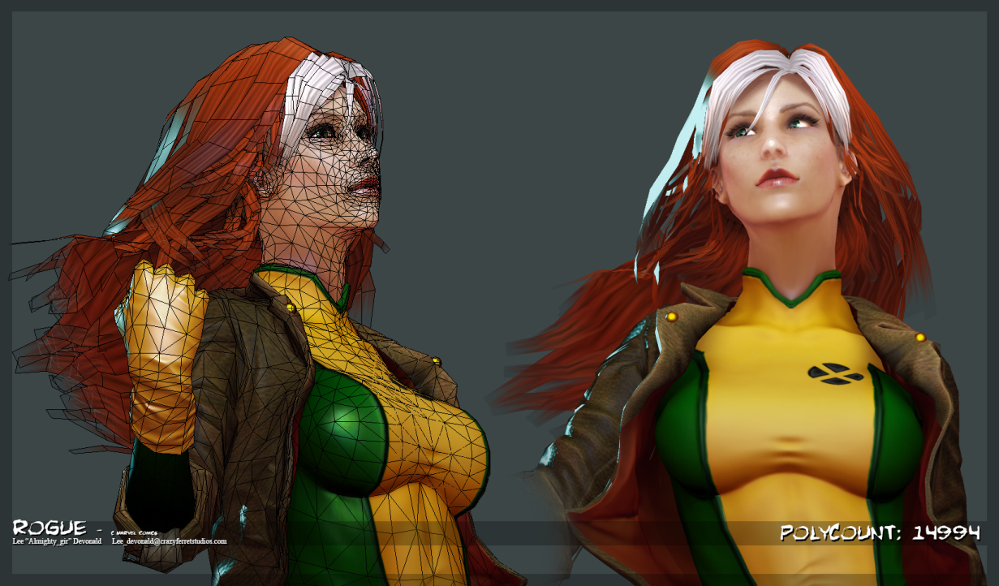 ROGUE - © MARVEL COMICS
Lee "Almighty_gir" Devonald Lee_devonald@crazyferretstudios.com
POLYCOUNT: 14994